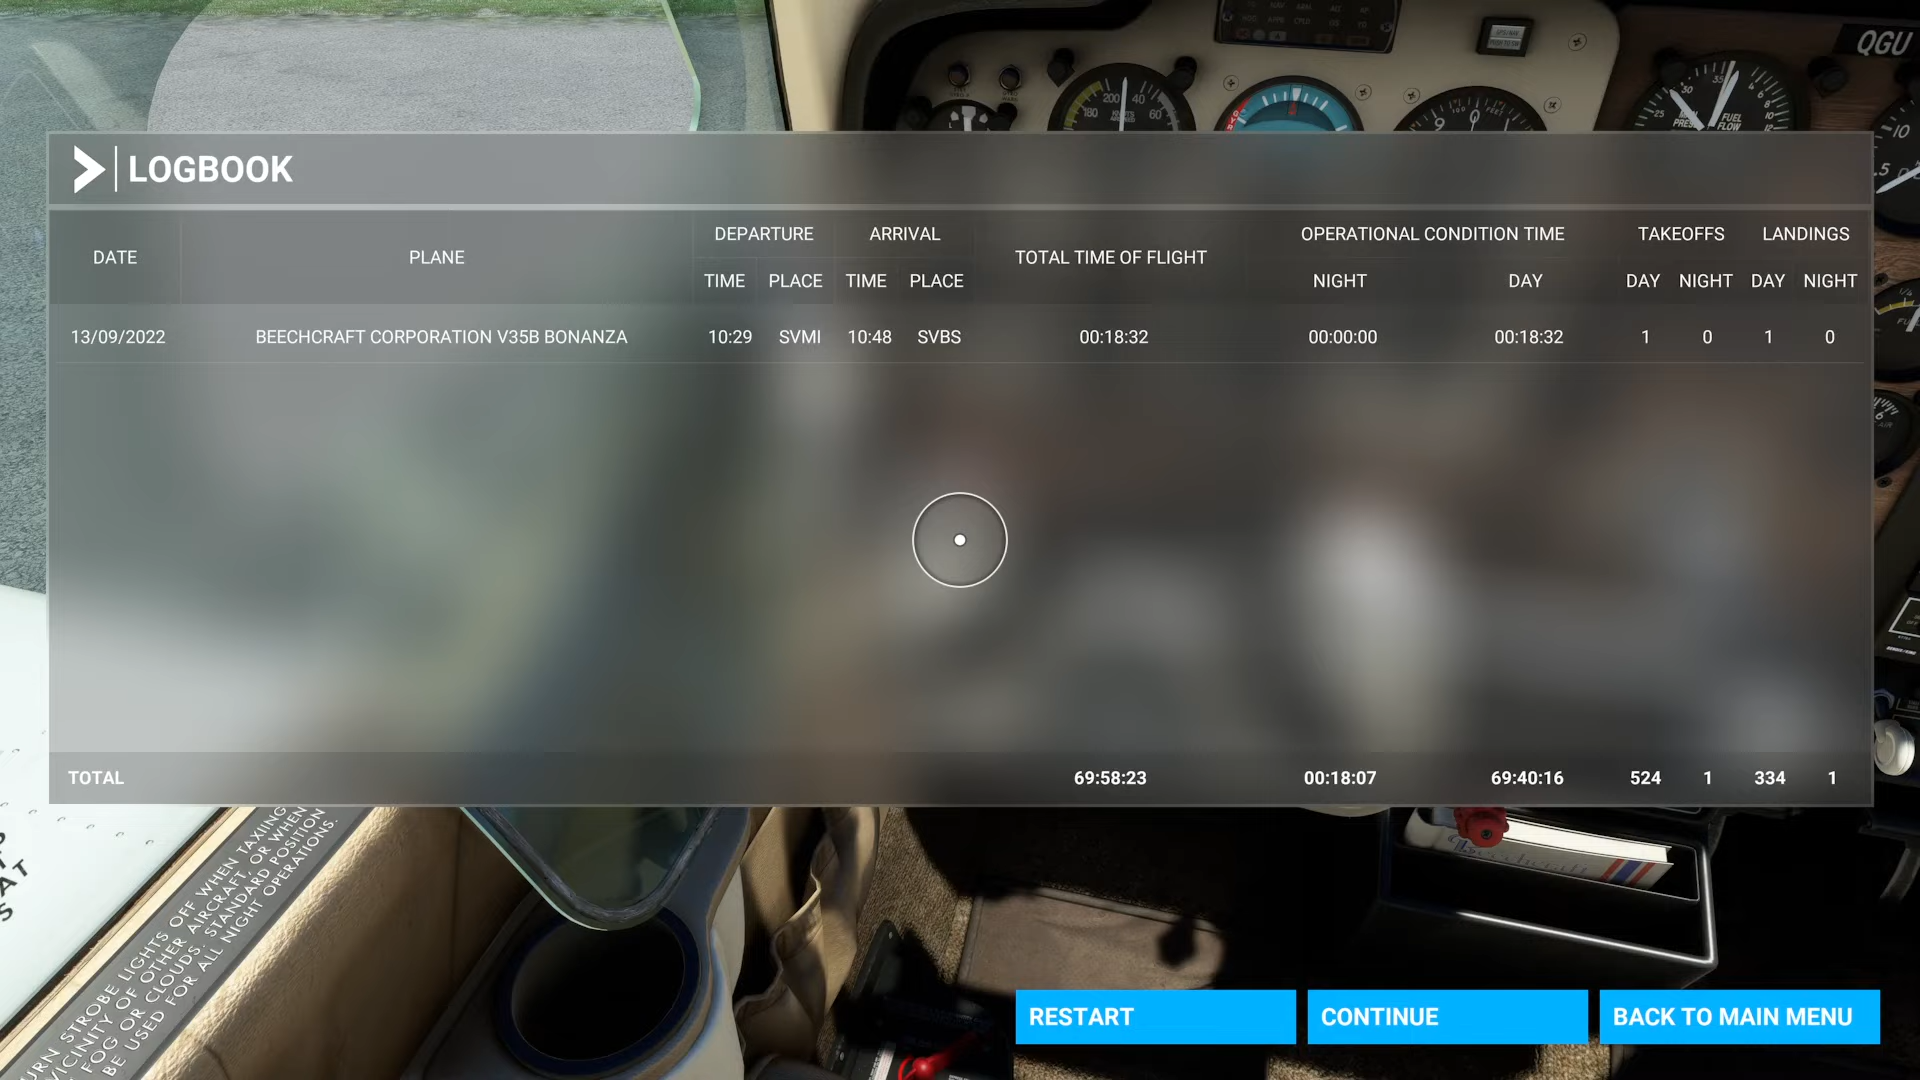 QGU
LOGBOOK
DATE
PLANE
DEPARTURE
ARRIVAL
TOTAL TIME OF FLIGHT
OPERATIONAL CONDITION TIME
TAKEOFFS
LANDINGS
TIME PLACE TIME PLACE
NIGHT DAY
DAY NIGHT DAY NIGHT
13/09/2022 BEECHCRAFT CORPORATION V35B BONANZA 10:29 SVMI 10:48 SVBS 00:18:32 00:00:00 00:18:32 1 0 1 0
TOTAL 69:58:23 00:18:07 69:40:16 524 1 334 1
TURN STROBE LIGHTS OFF WHEN TAXIING
VICINITY OF OTHER AIRCRAFT, OR WHEN
FOG OR CLOUDS. STANDARD POSITION
BE USED FOR ALL NIGHT OPERATIONS.
RESTART
CONTINUE
BACK TO MAIN MENU